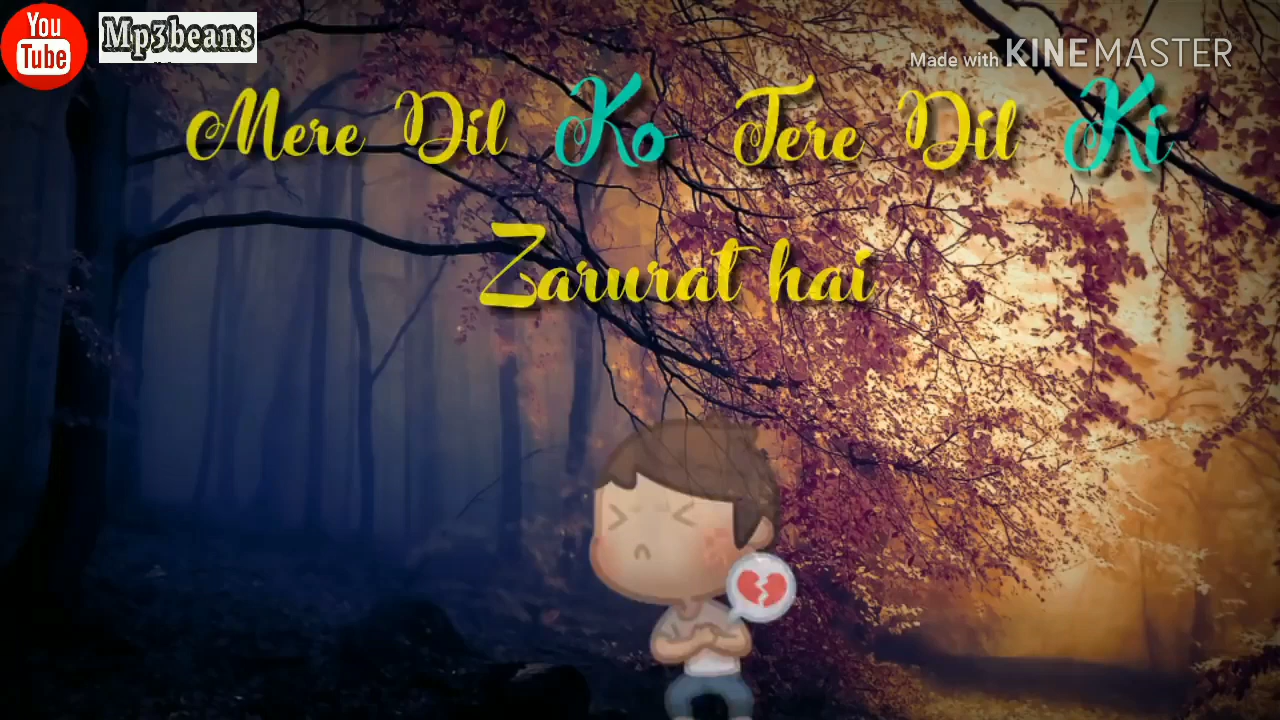 You
Tube
Mp3beans
Made with KINEMASTER
Mere Dil Ko Tere Dil Ki
Zarurat hai